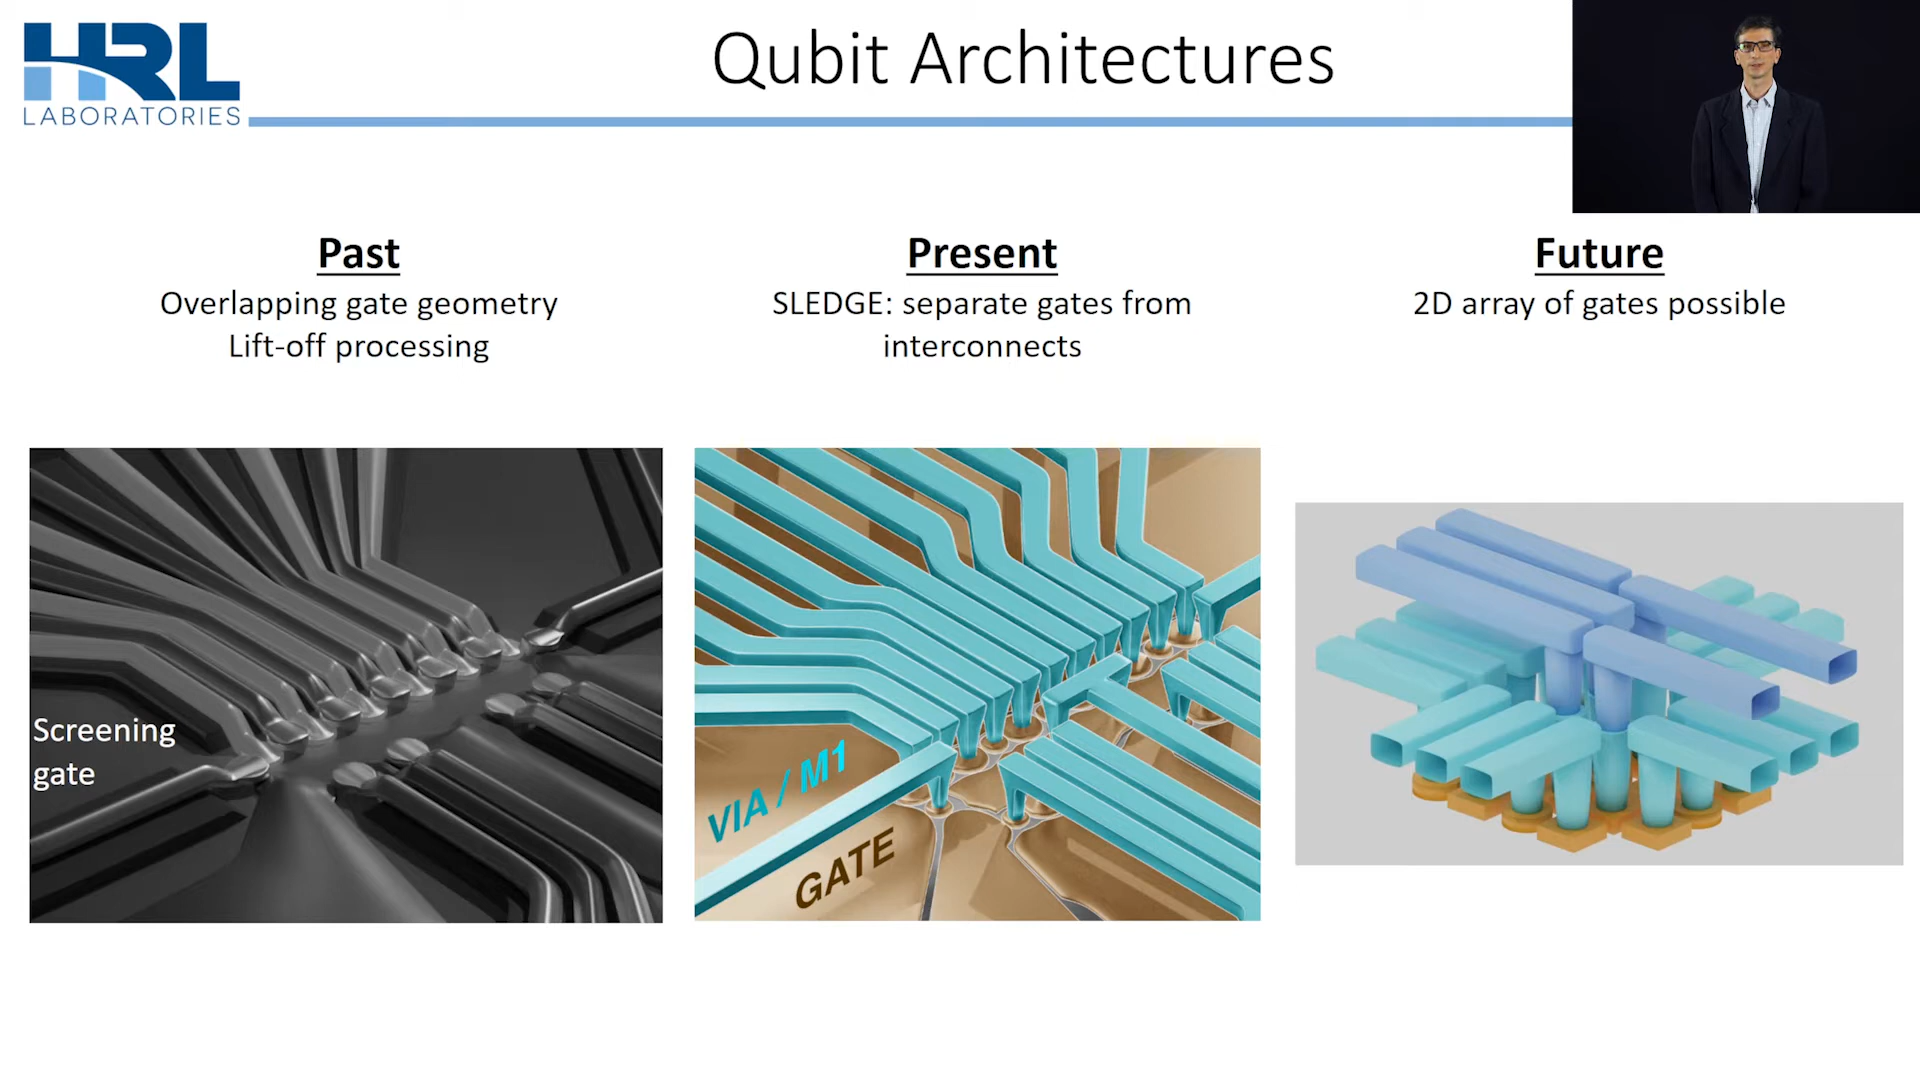 HRL
LABORATORIES
Qubit Architectures
Past
Overlapping gate geometry
Lift-off processing
Present
SLEDGE: separate gates from
interconnects
Future
2D array of gates possible
Screening
gate
VIA / M1
GATE